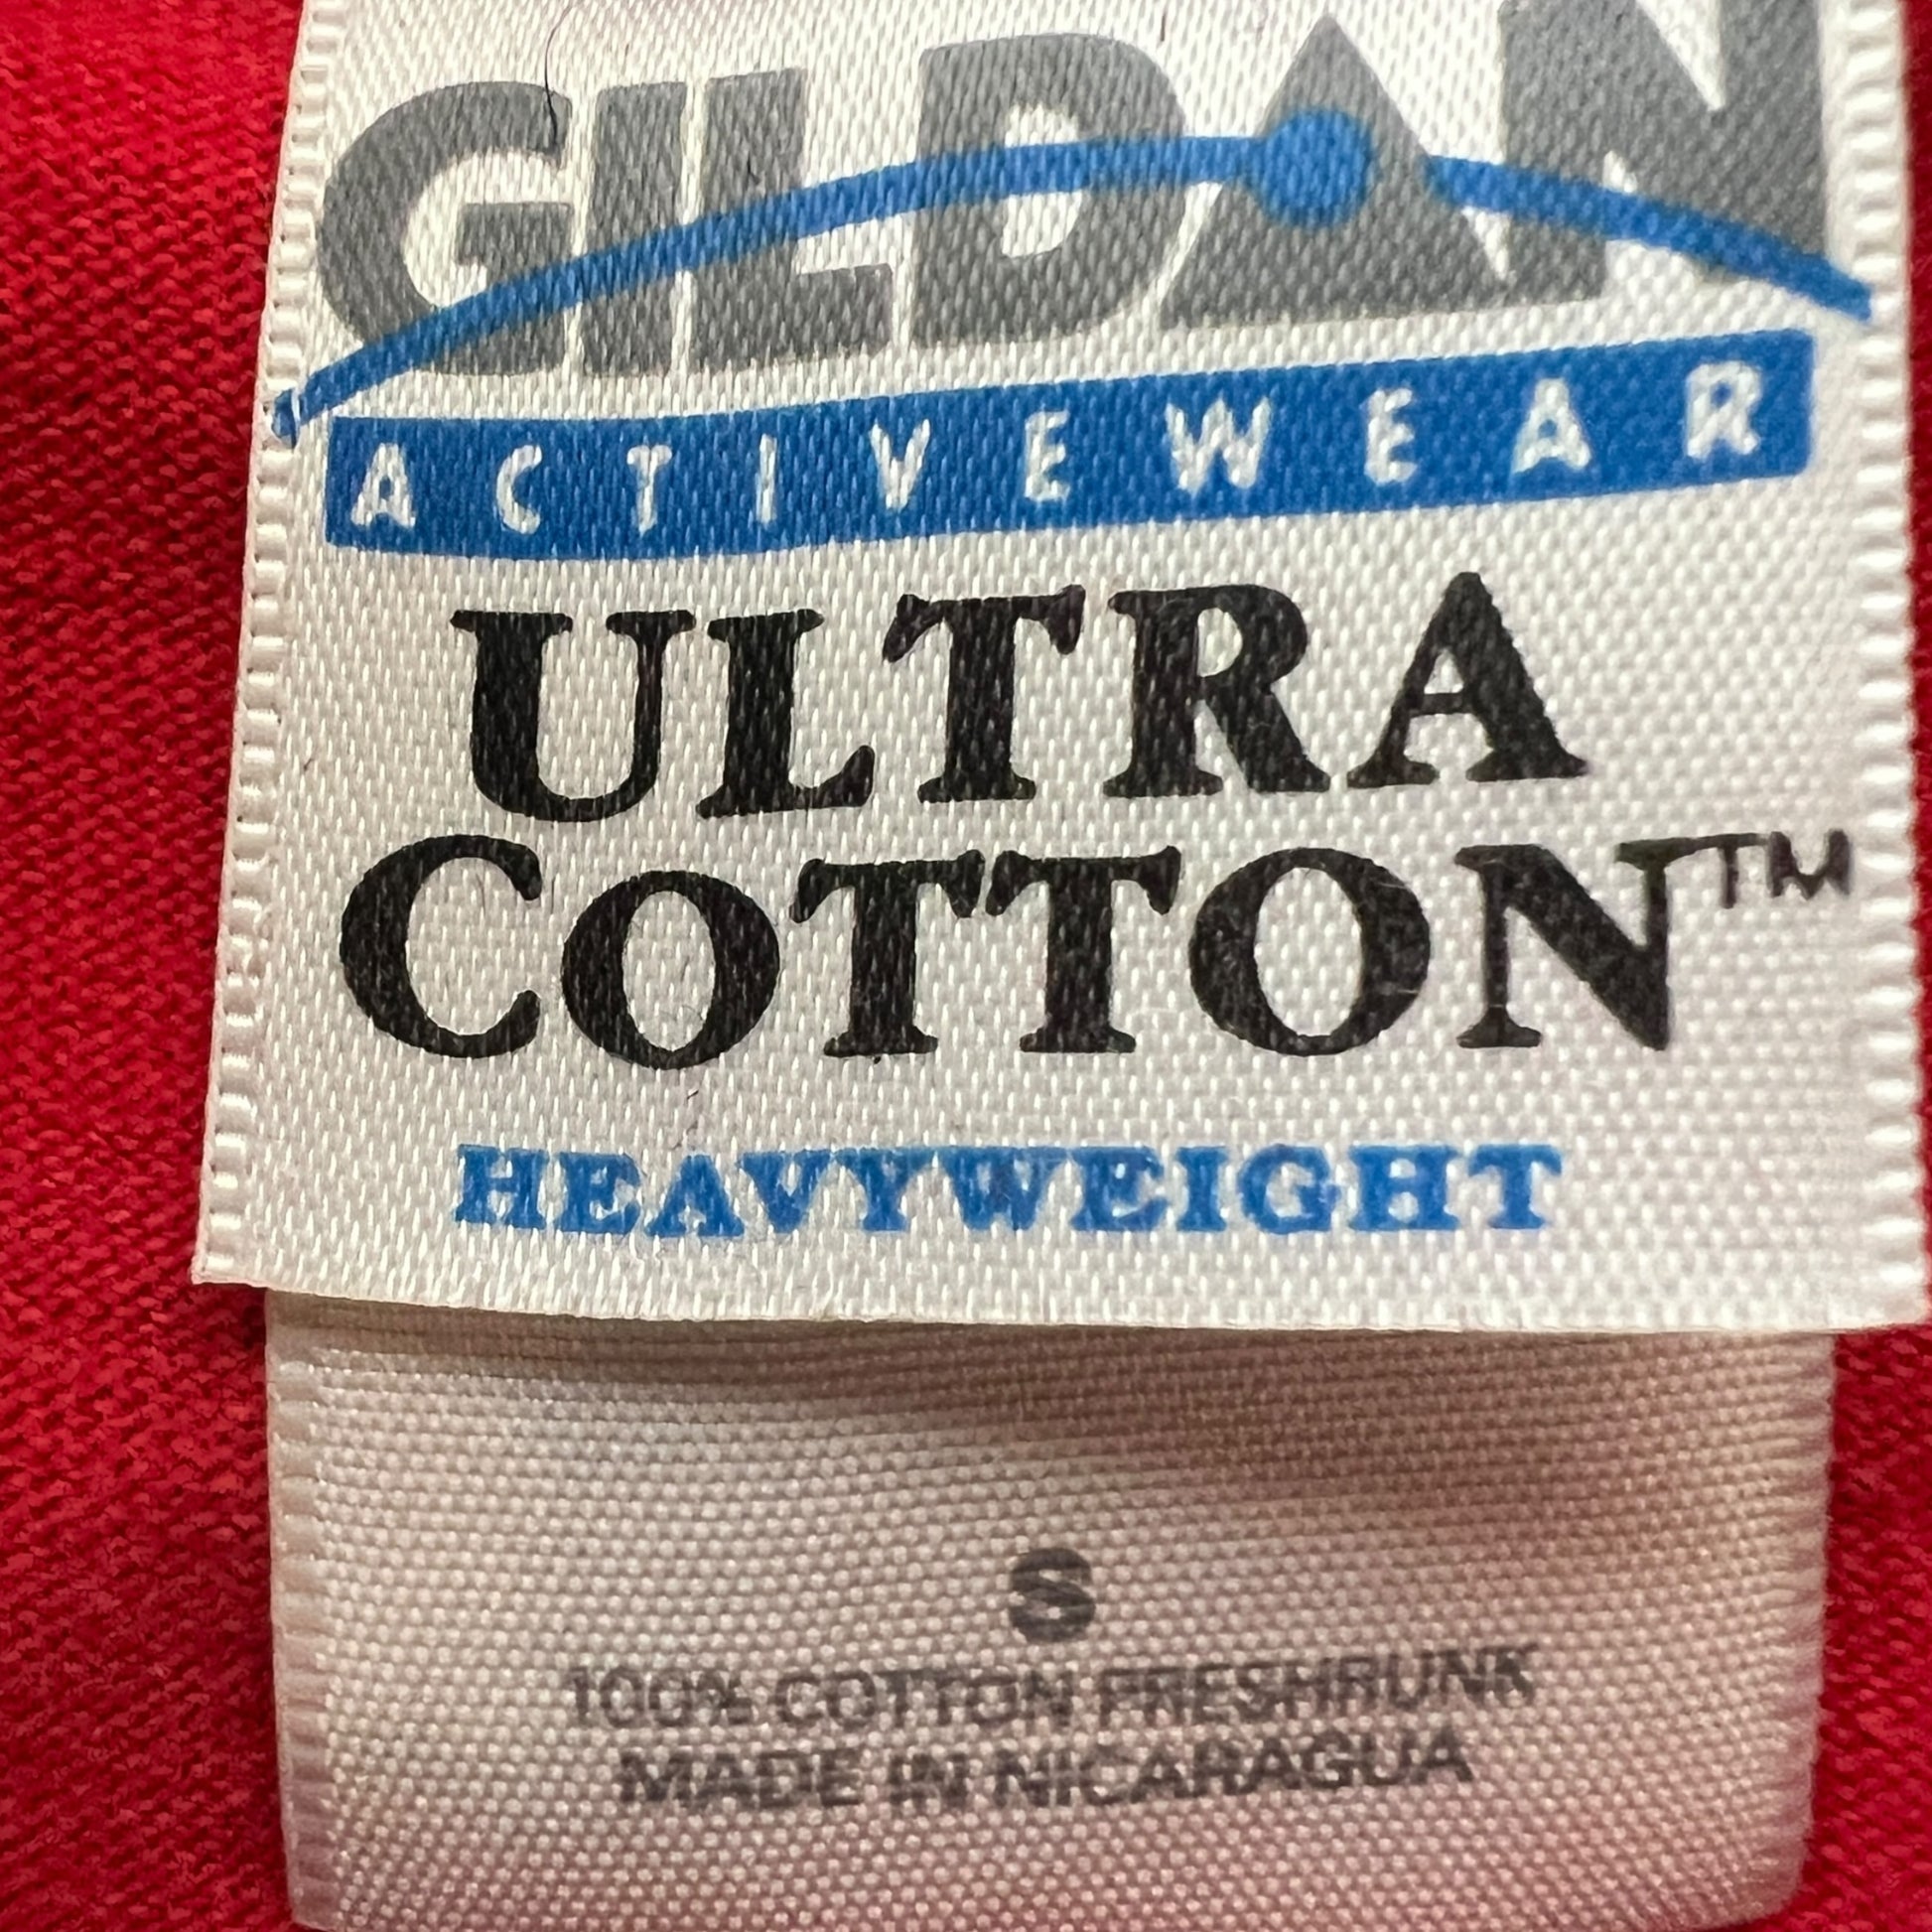 GILDAN
ACTIVEWEAR
ULTRA
COTTON™
HEAVYWEIGHT
S
100% COTTON PRESHRUNK
MADE IN NICARAGUA